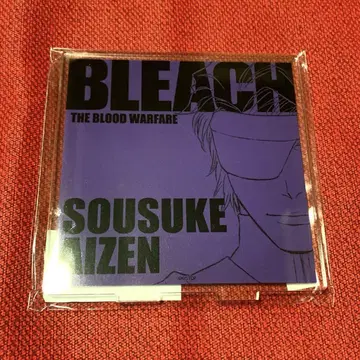 BLEACH
THE BLOOD WARFARE
SOUSUKE
AIZEN